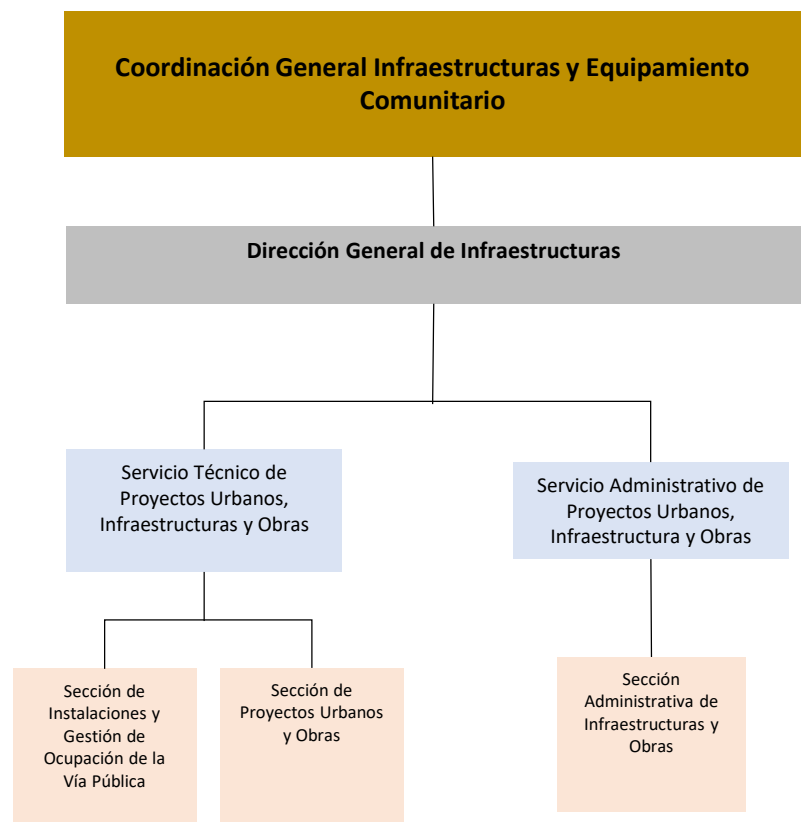 Coordinación General Infraestructuras y Equipamiento
Comunitario
Dirección General de Infraestructuras
Servicio Técnico de
Proyectos Urbanos,
Infraestructuras y Obras
Servicio Administrativo de
Proyectos Urbanos,
Infraestructura y Obras
Sección de
Instalaciones y
Gestión de
Ocupación de la
Vía Pública
Sección de
Proyectos Urbanos
y Obras
Sección
Administrativa de
Infraestructuras y
Obras